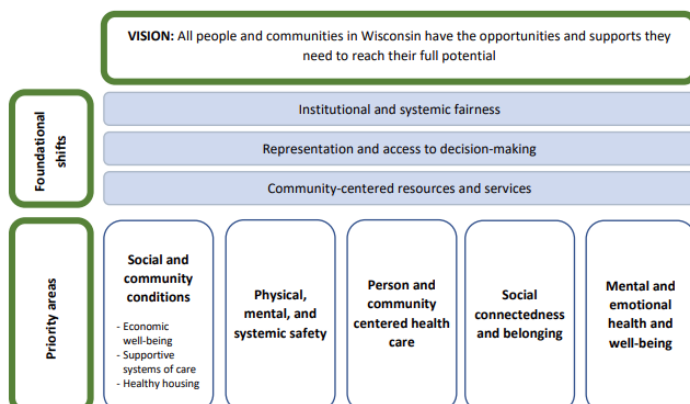 VISION: All people and communities in Wisconsin have the opportunities and supports they
need to reach their full potential
Foundational
shifts
Institutional and systemic fairness
Representation and access to decision-making
Community-centered resources and services
Priority areas
Social and
community
conditions
- Economic
well-being
- Supportive
systems of care
- Healthy housing
Physical,
mental, and
systemic safety
Person and
community
centered health
care
Social
connectedness
and belonging
Mental and
emotional
health and
well-being